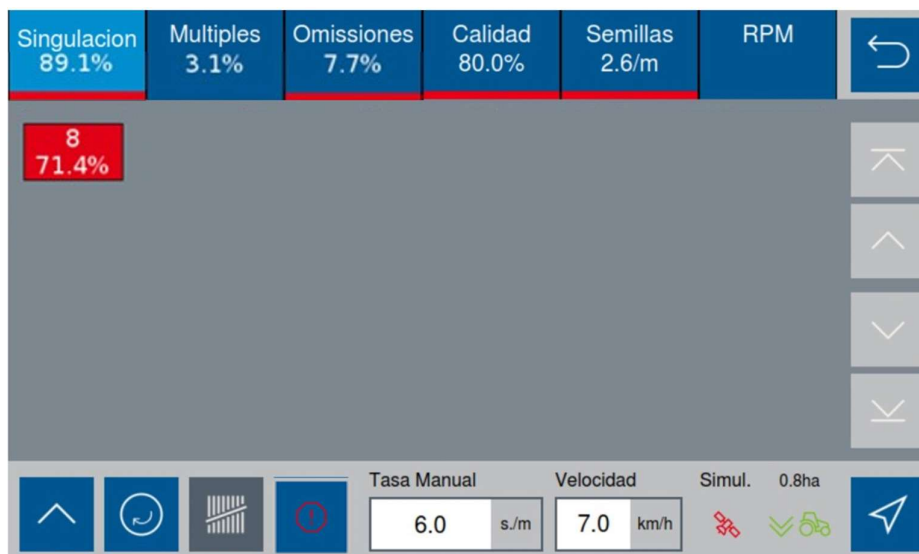 Singulacion
89.1%
Multiples
3.1%
Omissiones
7.7%
Calidad
80.0%
Semillas
2.6/m
RPM
8
71.4%
Tasa Manual
6.0 s./m
Velocidad
7.0 km/h
Simul. 0.8ha